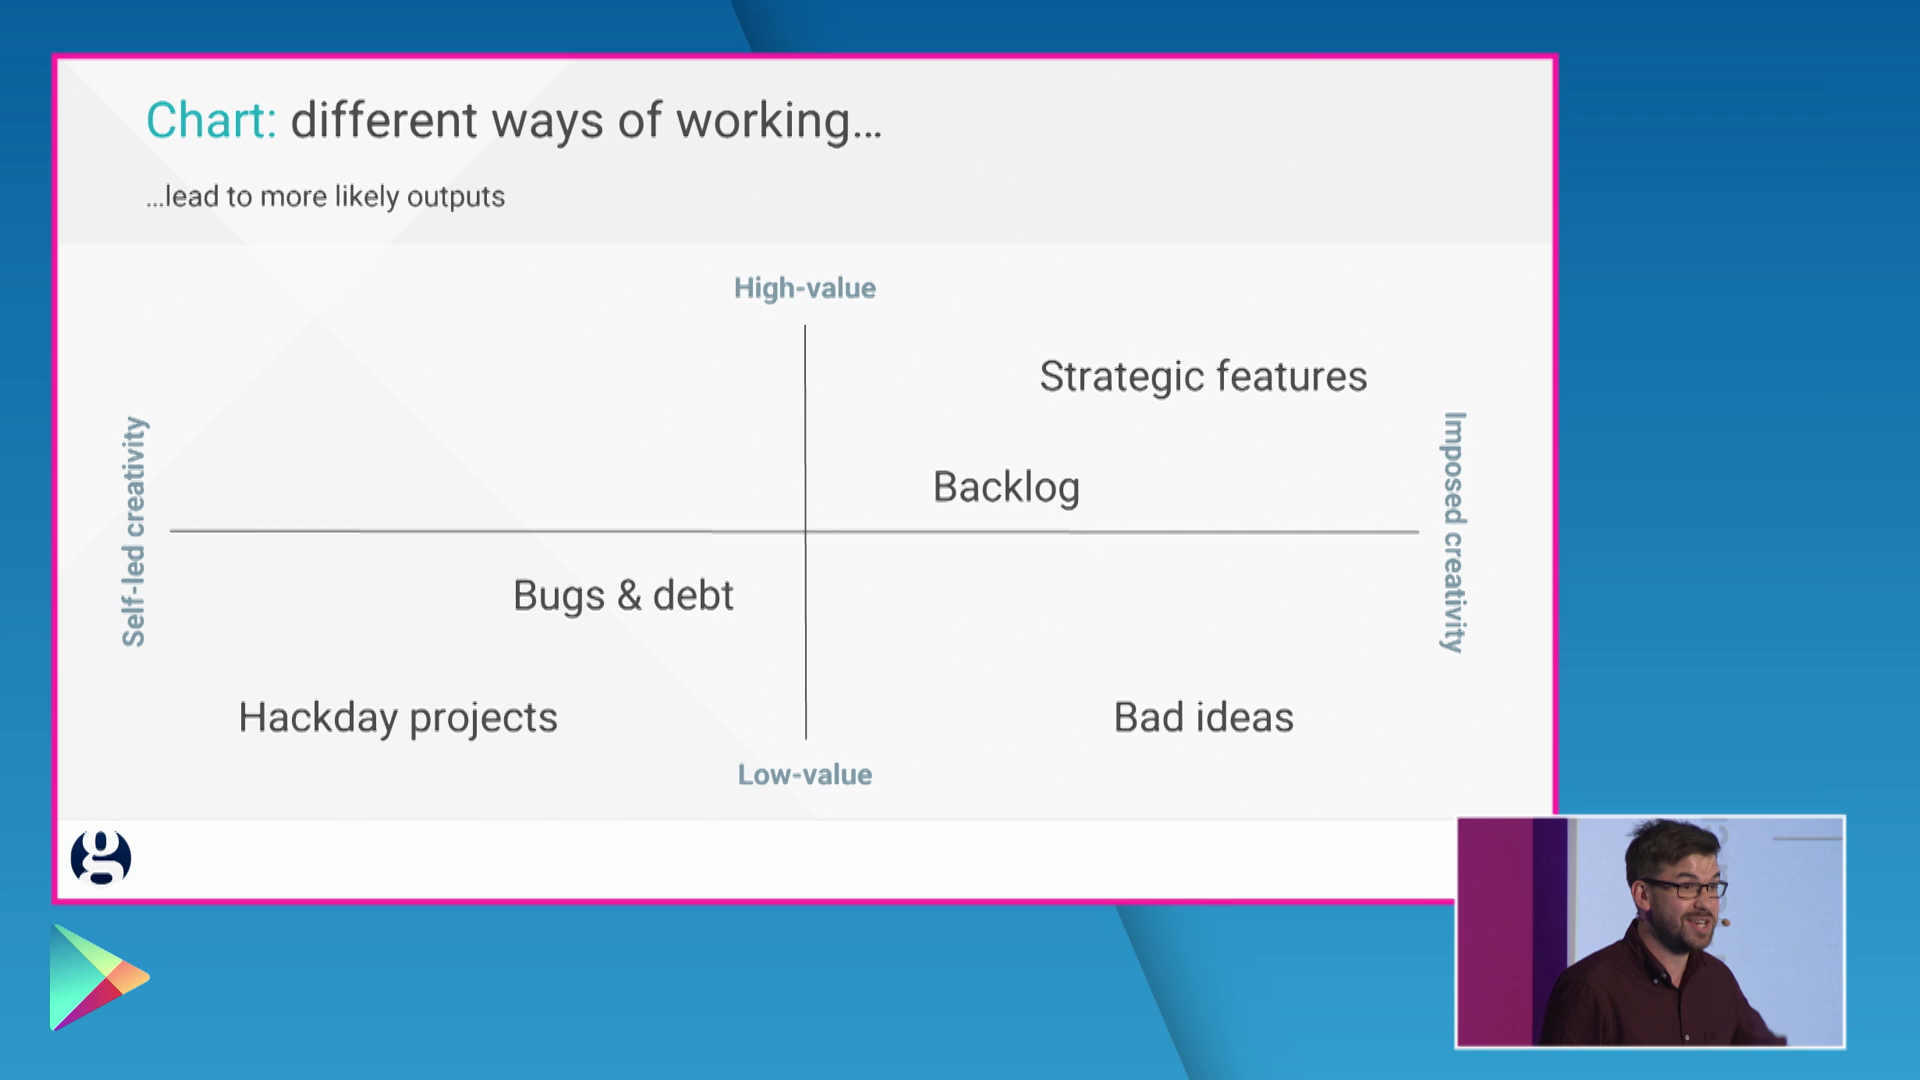 Chart: different ways of working...
...lead to more likely outputs
High-value
Strategic features
Self-led creativity
Imposed creativity
Backlog
Bugs & debt
Hackday projects
Bad ideas
Low-value
g